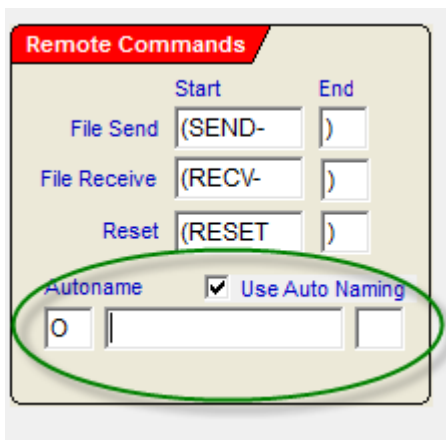 Remote Commands
Start End
File Send (SEND- )
File Receive (RECV- )
Reset (RESET )
Autoname Use Auto Naming
O